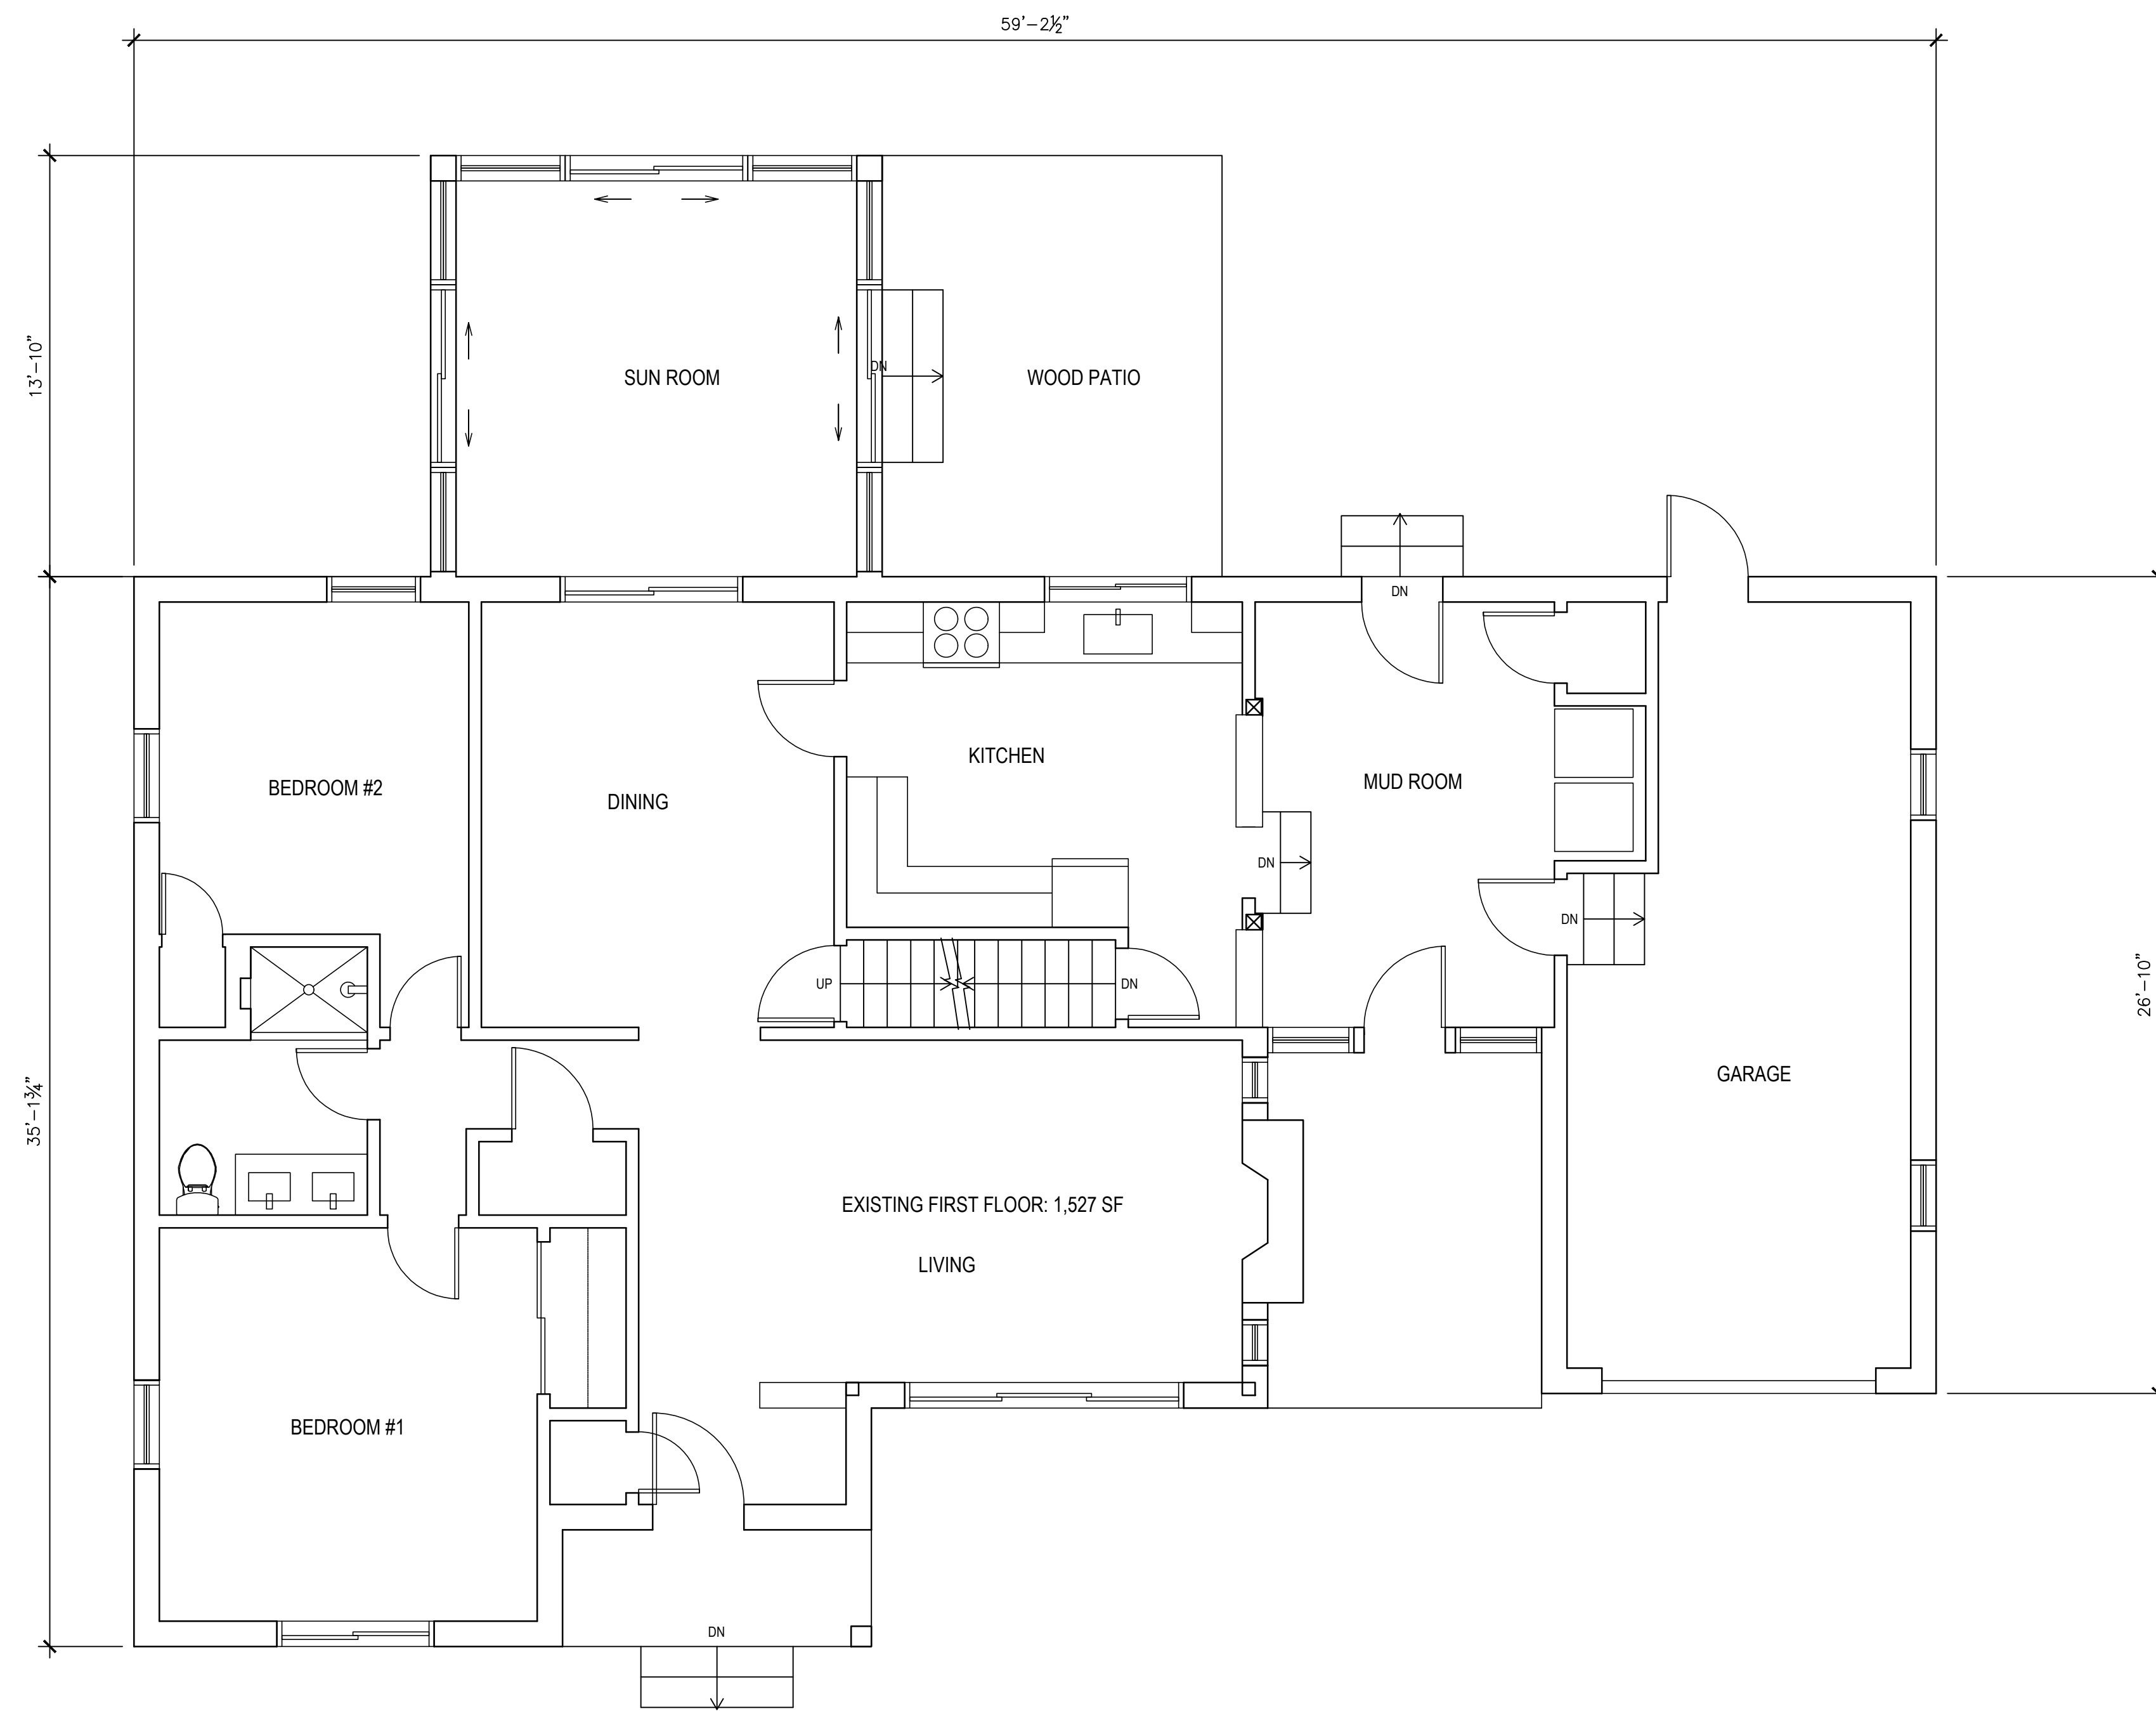 59'-2½"
13'-10"
SUN ROOM
DN
WOOD PATIO
DN
KITCHEN
MUD ROOM
BEDROOM #2
DINING
DN
DN
UP
DN
26'-10"
GARAGE
35'-1¾"
EXISTING FIRST FLOOR: 1,527 SF
LIVING
BEDROOM #1
DN